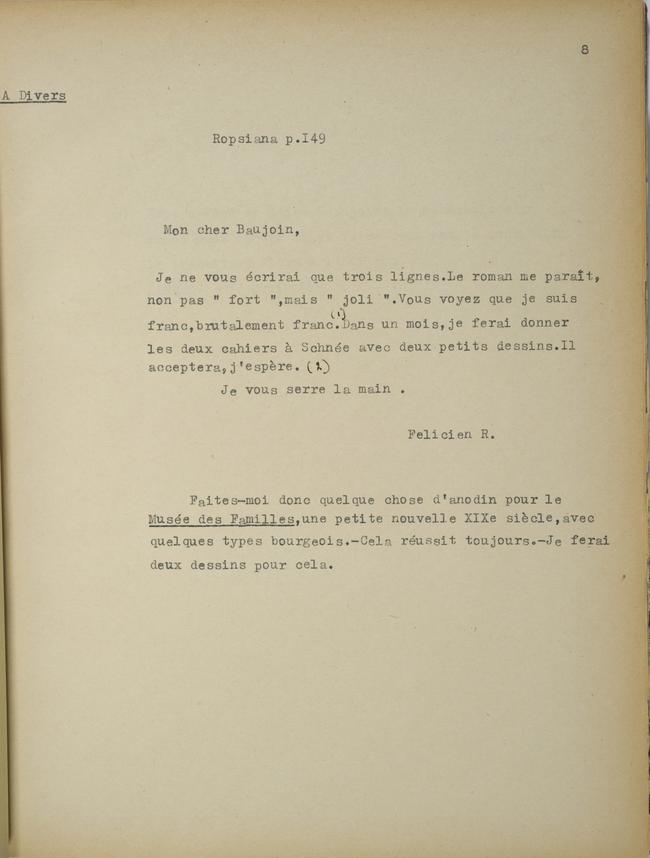 8
A Divers
Ropsiana p.I49
Mon cher Baujoin,
Je ne vous écrirai que trois lignes.Le roman me paraît,
non pas " fort ",mais " joli ".Vous voyez que je suis
franc,brutalement franc.(1)Dans un mois,je ferai donner
les deux cahiers à Schnée avec deux petits dessins.Il
acceptera,j'espère. (2)
Je vous serre la main .
Felicien R.
Faites-moi donc quelque chose d'anodin pour le
Musée des Familles,une petite nouvelle XIXe siècle,avec
quelques types bourgeois.-Cela réussit toujours.-Je ferai
deux dessins pour cela.